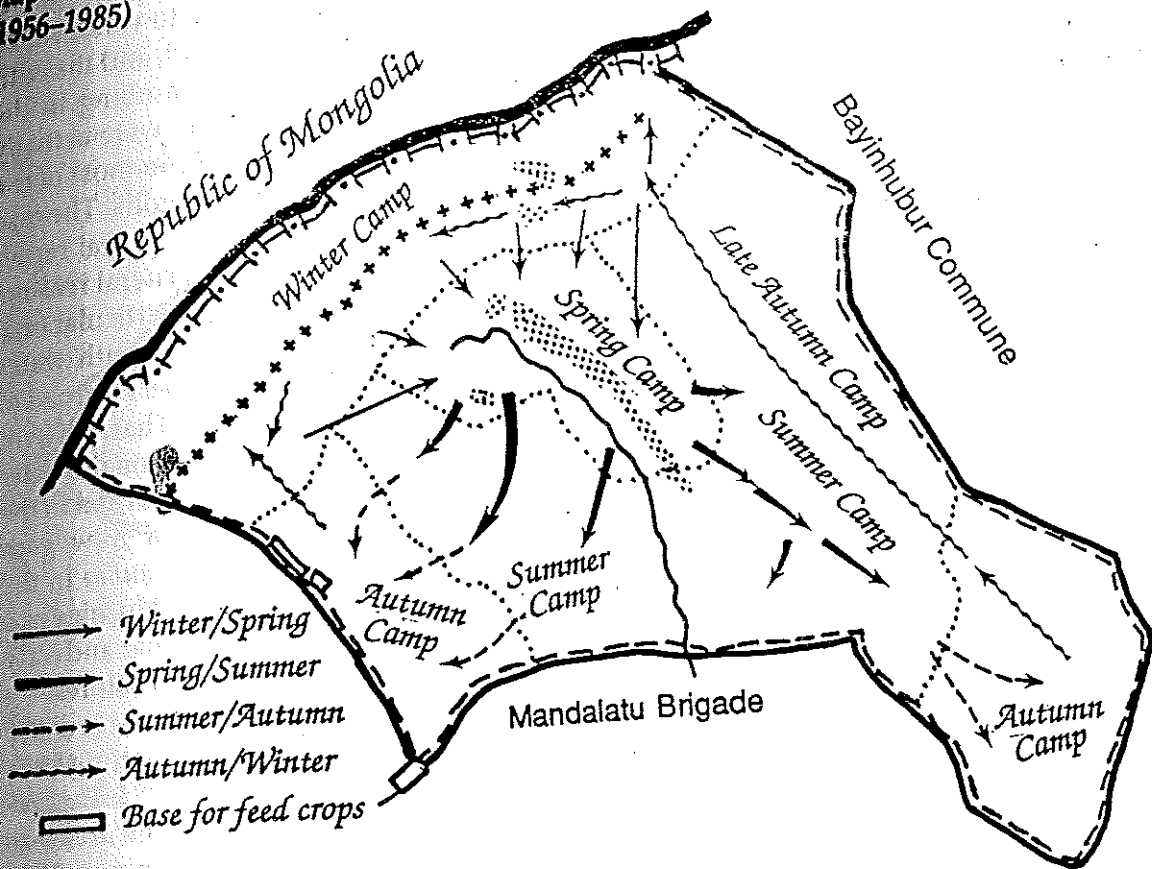 1956–1985)
Republic of Mongolia
Bayinhubur Commune
Winter Camp
Late Autumn Camp
Spring Camp
Summer Camp
Summer
Camp
Autumn
Camp
Autumn
Camp
Mandalatu Brigade
Winter/Spring
Spring/Summer
Summer/Autumn
Autumn/Winter
Base for feed crops